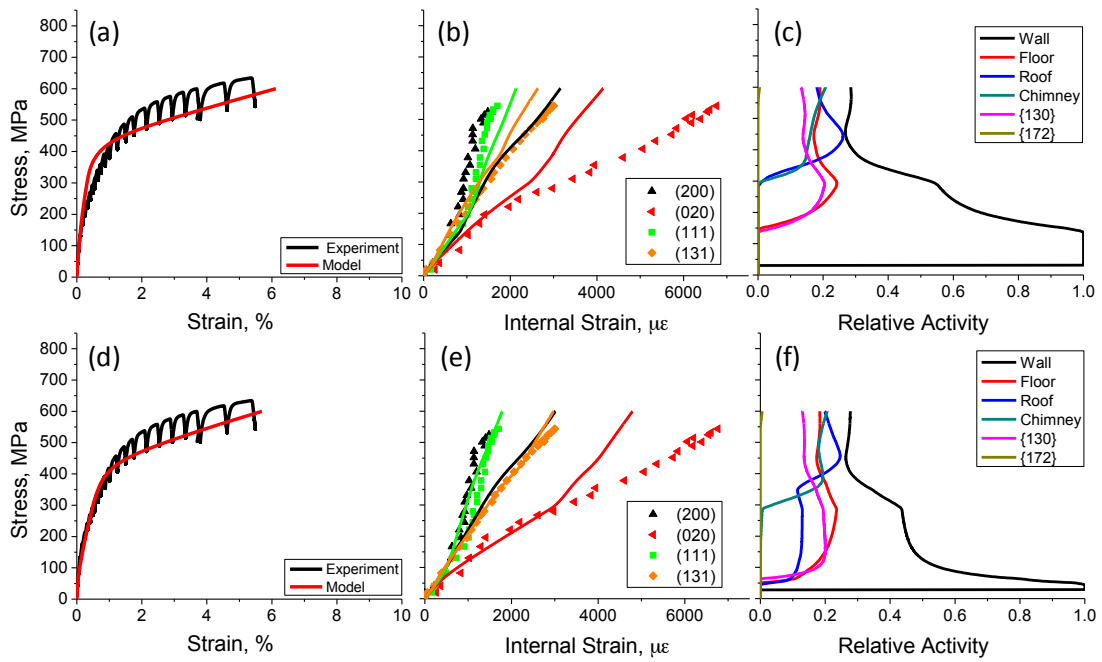 (a)
Stress, MPa
800
700
600
500
400
300
200
100
0
0 2 4 6 8 10
Strain, %
Experiment
Model
(b)
0 2000 4000 6000
Internal Strain, με
(200)
(020)
(111)
(131)
(c)
0.0 0.2 0.4 0.6 0.8 1.0
Relative Activity
Wall
Floor
Roof
Chimney
{130}
{172}
(d)
Stress, MPa
800
700
600
500
400
300
200
100
0
0 2 4 6 8 10
Strain, %
Experiment
Model
(e)
0 2000 4000 6000
Internal Strain, με
(200)
(020)
(111)
(131)
(f)
0.0 0.2 0.4 0.6 0.8 1.0
Relative Activity
Wall
Floor
Roof
Chimney
{130}
{172}